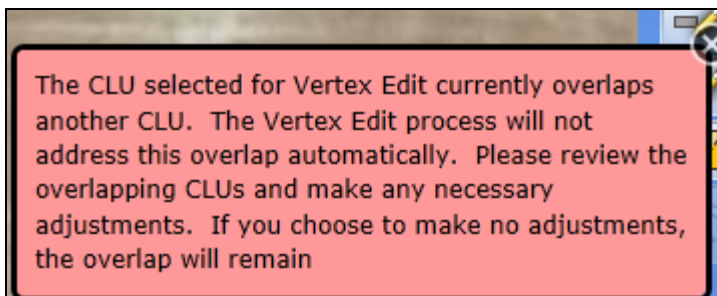 The CLU selected for Vertex Edit currently overlaps
another CLU.  The Vertex Edit process will not
address this overlap automatically.  Please review the
overlapping CLUs and make any necessary
adjustments.  If you choose to make no adjustments,
the overlap will remain